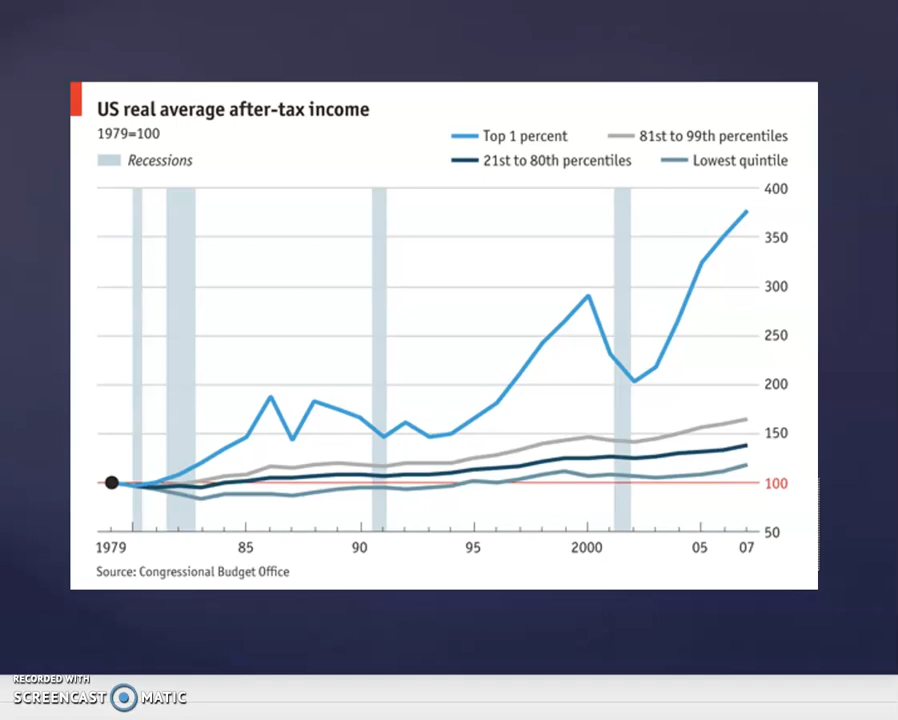 US real average after-tax income
1979=100
Recessions
Top 1 percent
81st to 99th percentiles
21st to 80th percentiles
Lowest quintile
400
350
300
250
200
150
100
50
1979
85
90
95
2000
05
07
Source: Congressional Budget Office
RECORDED WITH
SCREENCAST MATIC